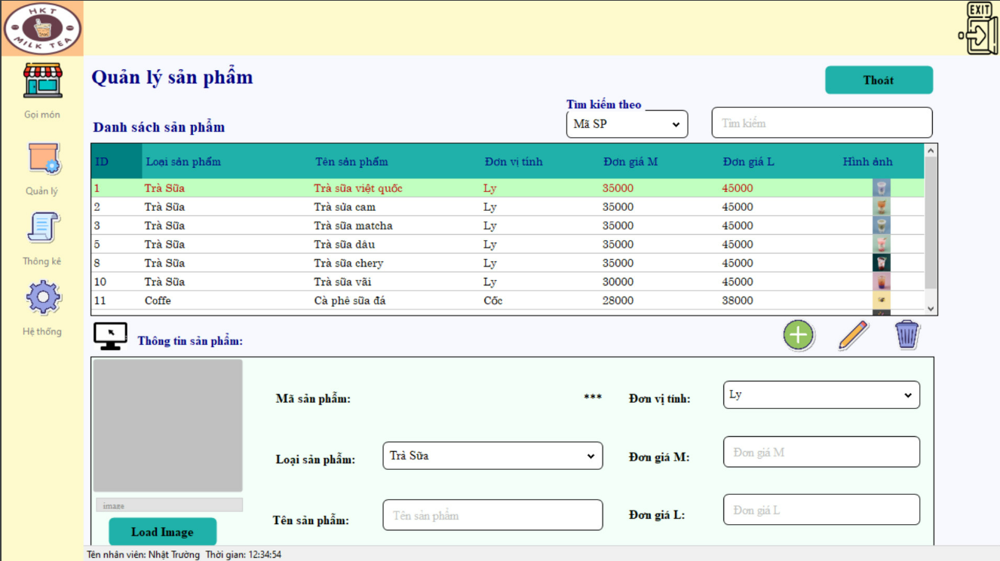 HKT
MILK TEA
EXIT
Quản lý sản phẩm
Thoát
Gọi món
Tìm kiếm theo
Mã SP
Tìm kiếm
Danh sách sản phẩm
ID Loại sản phẩm Tên sản phẩm Đơn vị tính Đơn giá M Đơn giá L Hình ảnh
1 Trà Sữa Trà sữa việt quốc Ly 35000 45000
2 Trà Sữa Trà sửa cam Ly 35000 45000
3 Trà Sữa Trà sữa matcha Ly 35000 45000
5 Trà Sữa Trà sữa dâu Ly 35000 45000
8 Trà Sữa Trà sữa chery Ly 35000 45000
10 Trà Sữa Trà sữa vãi Ly 30000 45000
11 Coffe Cà phê sữa đá Cốc 28000 38000
Quản lý
Thông kê
Hệ thống
Thông tin sản phẩm:
Mã sản phẩm: ***
Đơn vị tính: Ly
Loại sản phẩm: Trà Sữa
Đơn giá M: Đơn giá M
image
Tên sản phẩm: Tên sản phẩm
Đơn giá L: Đơn giá L
Load Image
Tên nhân viên: Nhật Trường Thời gian: 12:34:54